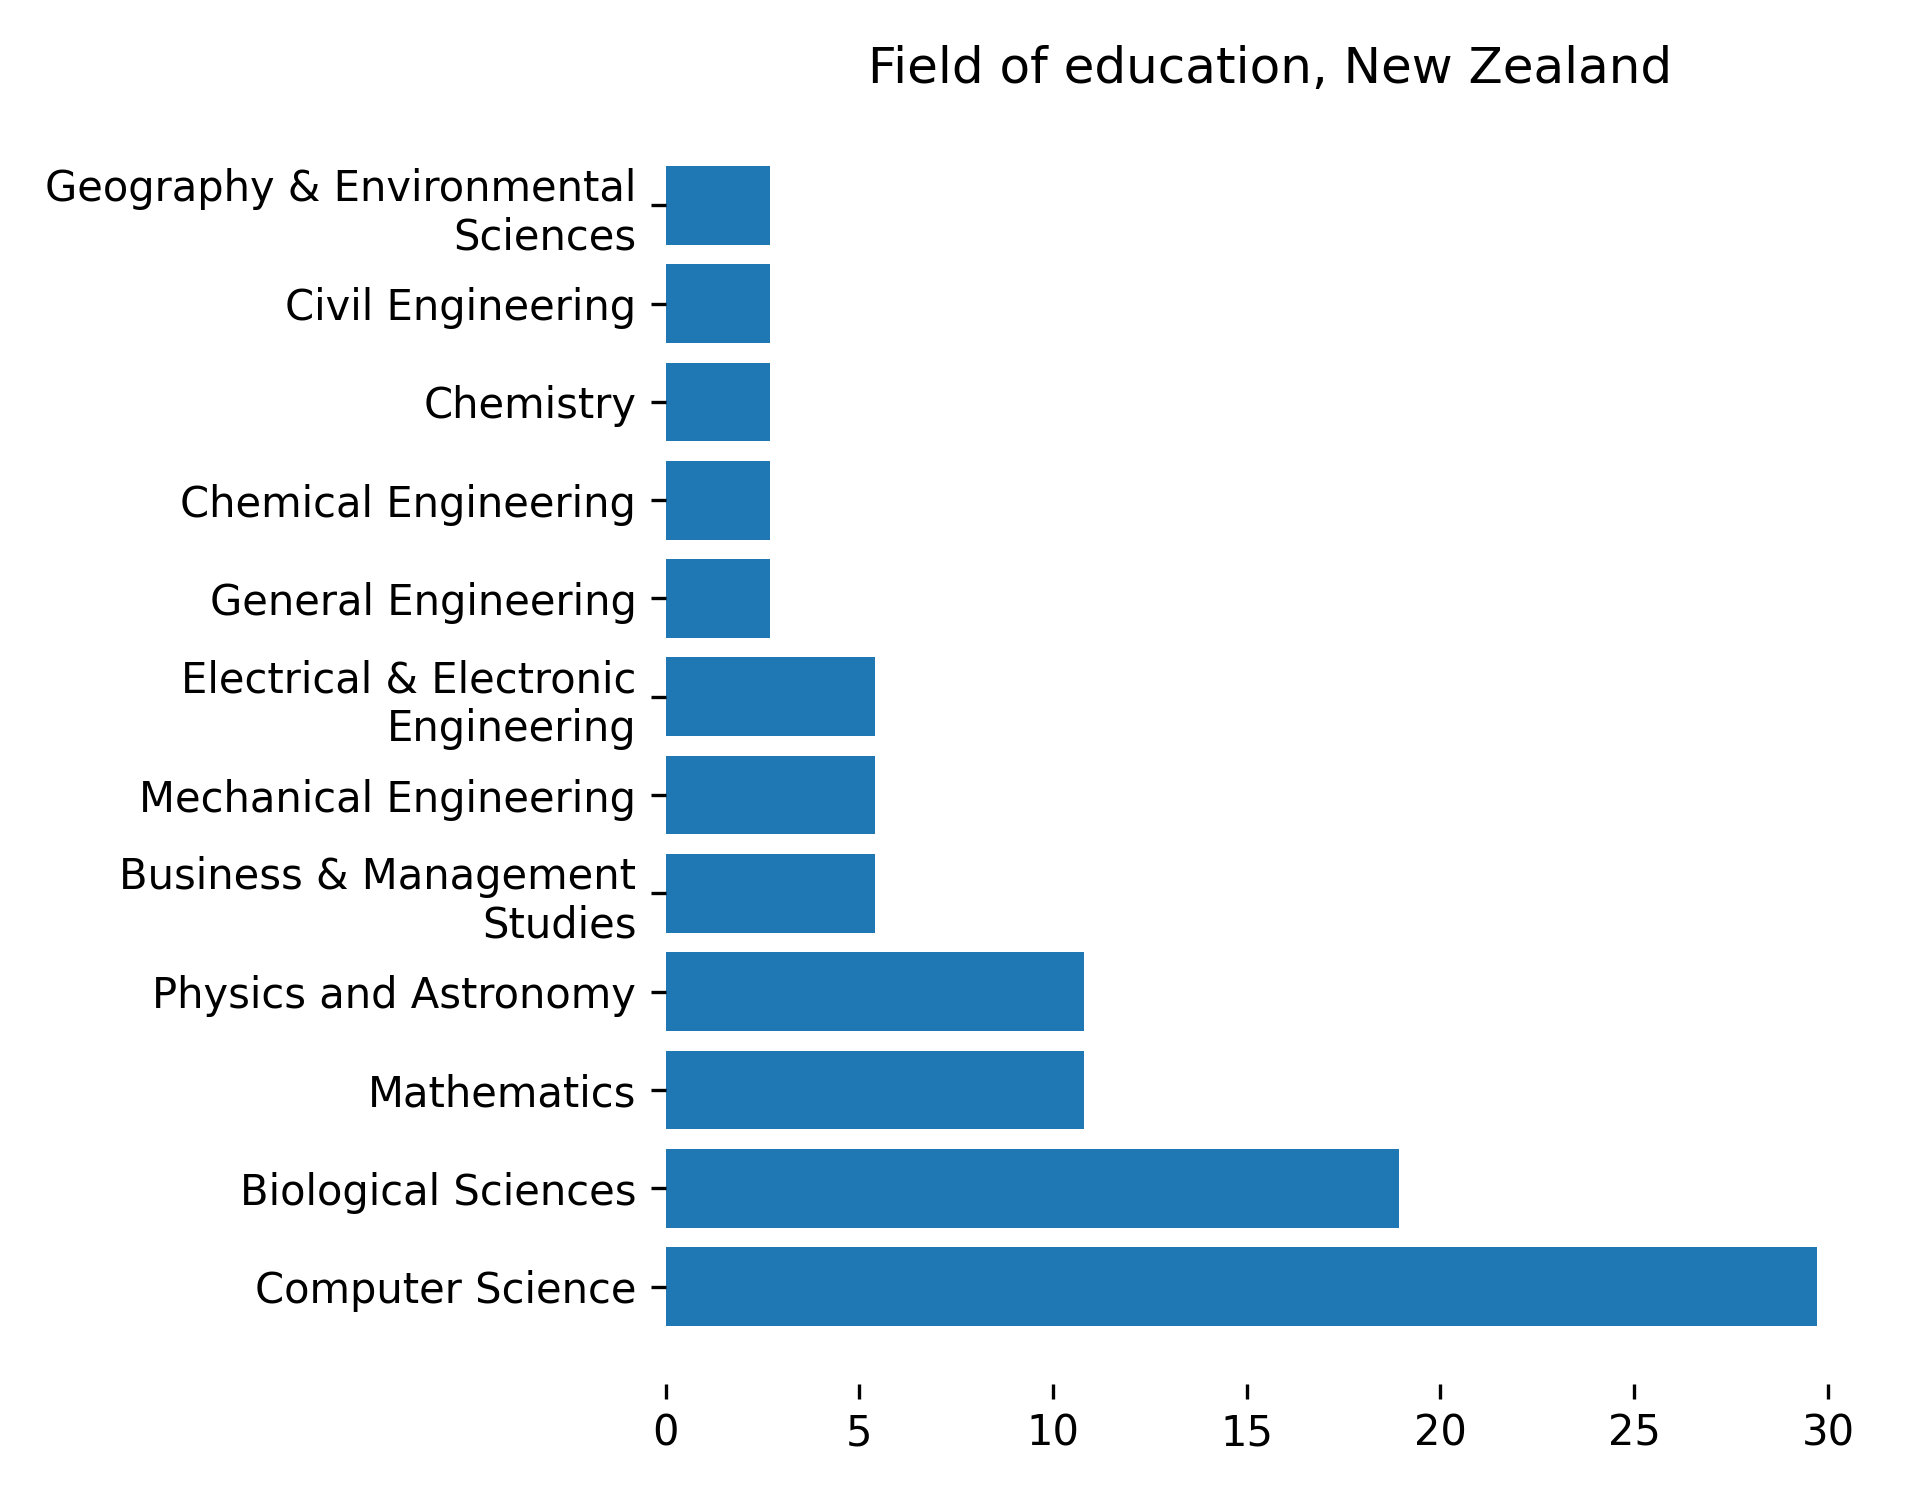 Field of education, New Zealand
Geography & Environmental
Sciences
Civil Engineering
Chemistry
Chemical Engineering
General Engineering
Electrical & Electronic
Engineering
Mechanical Engineering
Business & Management
Studies
Physics and Astronomy
Mathematics
Biological Sciences
Computer Science
0 5 10 15 20 25 30